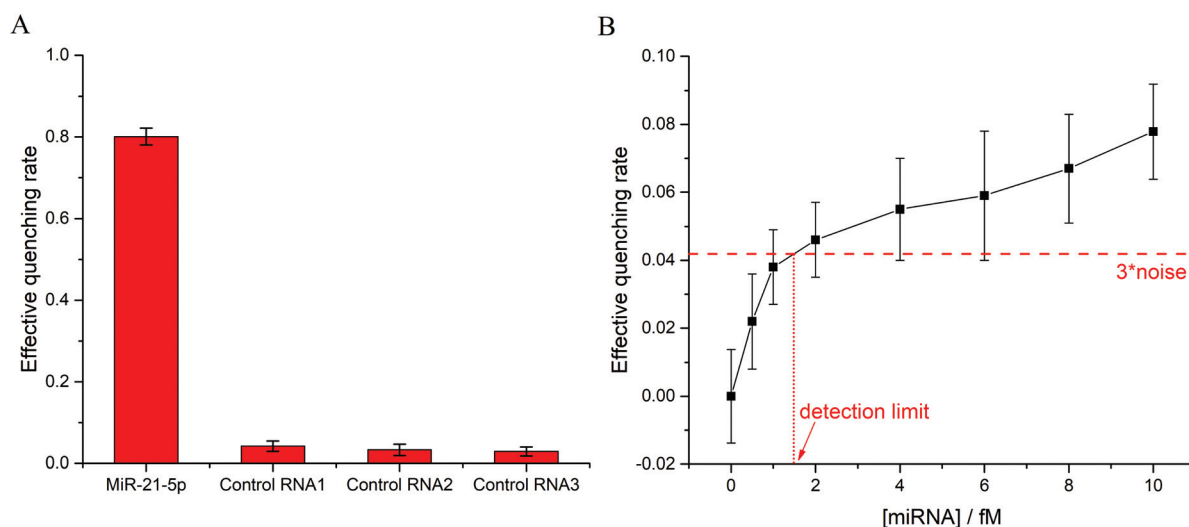 A
Effective quenching rate
1.0
0.8
0.6
0.4
0.2
0.0
MiR-21-5p Control RNA1 Control RNA2 Control RNA3
B
Effective quenching rate
0.10
0.08
0.06
0.04
0.02
0.00
-0.02
3*noise
detection limit
0 2 4 6 8 10
[miRNA] / fM